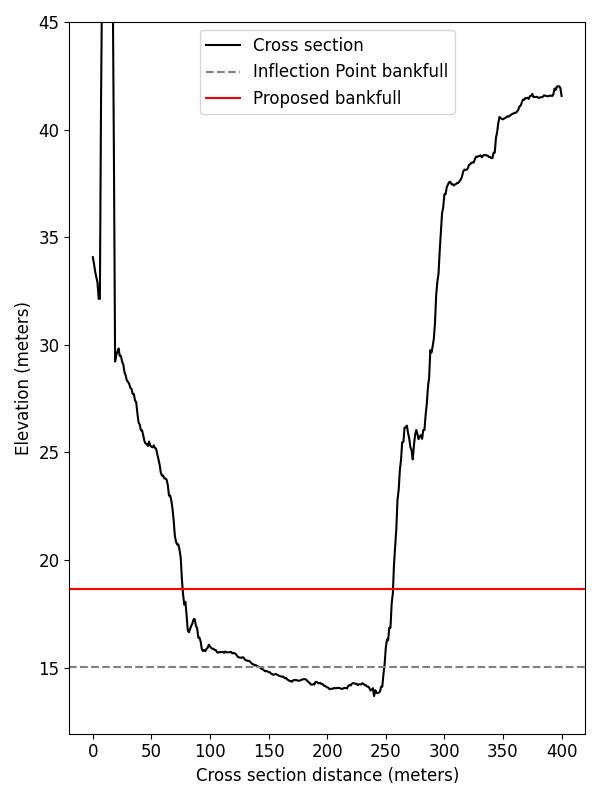 Cross section
Inflection Point bankfull
Proposed bankfull
45
40
35
30
25
20
15
Elevation (meters)
0 50 100 150 200 250 300 350 400
Cross section distance (meters)